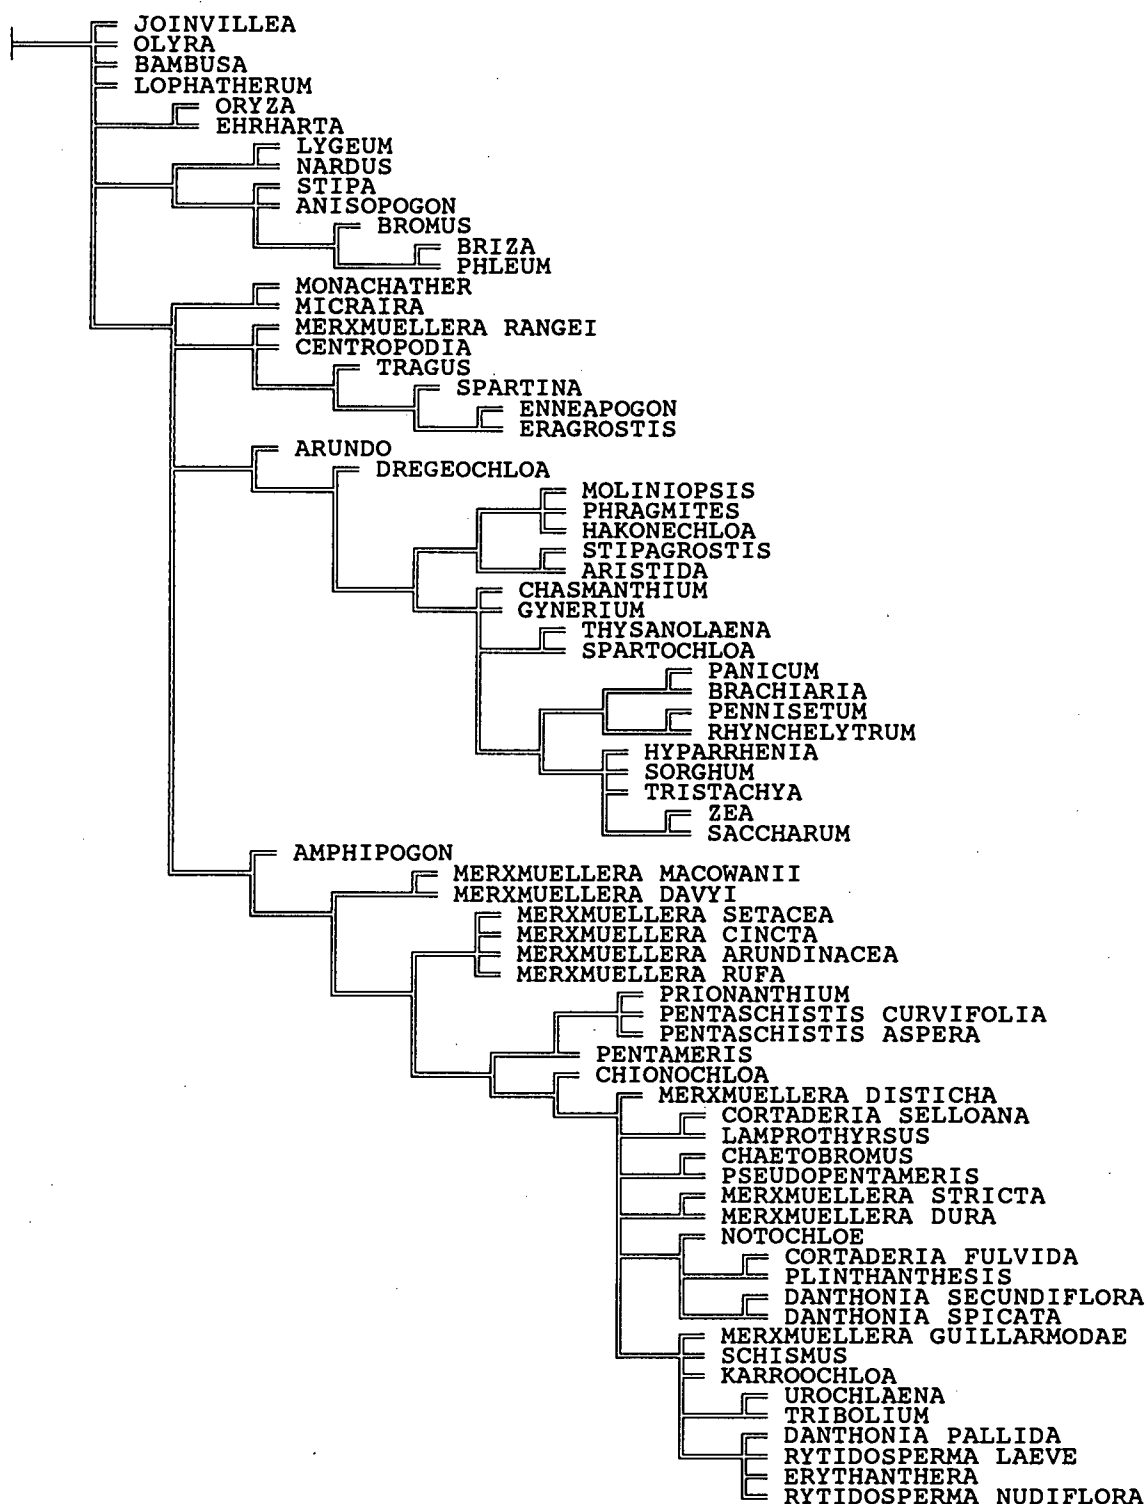 JOINVILLEA
OLYRA
BAMBUSA
LOPHATHERUM
ORYZA
EHRHARTA
LYGEUM
NARDUS
STIPA
ANISOPOGON
BROMUS
BRIZA
PHLEUM
MONACHATHER
MICRAIRA
MERXMUELLERA RANGEI
CENTROPODIA
TRAGUS
SPARTINA
ENNEAPOGON
ERAGROSTIS
ARUNDO
DREGEOCHLOA
MOLINIOPSIS
PHRAGMITES
HAKONECHLOA
STIPAGROSTIS
ARISTIDA
CHASMANTHIUM
GYNERIUM
THYSANOLAENA
SPARTOCHLOA
PANICUM
BRACHIARIA
PENNISETUM
RHYNCHELYTRUM
HYPARRHENIA
SORGHUM
TRISTACHYA
ZEA
SACCHARUM
AMPHIPOGON
MERXMUELLERA MACOWANII
MERXMUELLERA DAVYI
MERXMUELLERA SETACEA
MERXMUELLERA CINCTA
MERXMUELLERA ARUNDINACEA
MERXMUELLERA RUFA
PRIONANTHIUM
PENTASCHISTIS CURVIFOLIA
PENTASCHISTIS ASPERA
PENTAMERIS
CHIONOCHLOA
MERXMUELLERA DISTICHA
CORTADERIA SELLOANA
LAMPROTHYRSUS
CHAETOBROMUS
PSEUDOPENTAMERIS
MERXMUELLERA STRICTA
MERXMUELLERA DURA
NOTOCHLOE
CORTADERIA FULVIDA
PLINTHANTHESIS
DANTHONIA SECUNDIFLORA
DANTHONIA SPICATA
MERXMUELLERA GUILLARMODAE
SCHISMUS
KARROOCHLOA
UROCHLAENA
TRIBOLIUM
DANTHONIA PALLIDA
RYTIDOSPERMA LAEVE
ERYTHANTHERA
RYTIDOSPERMA NUDIFLORA